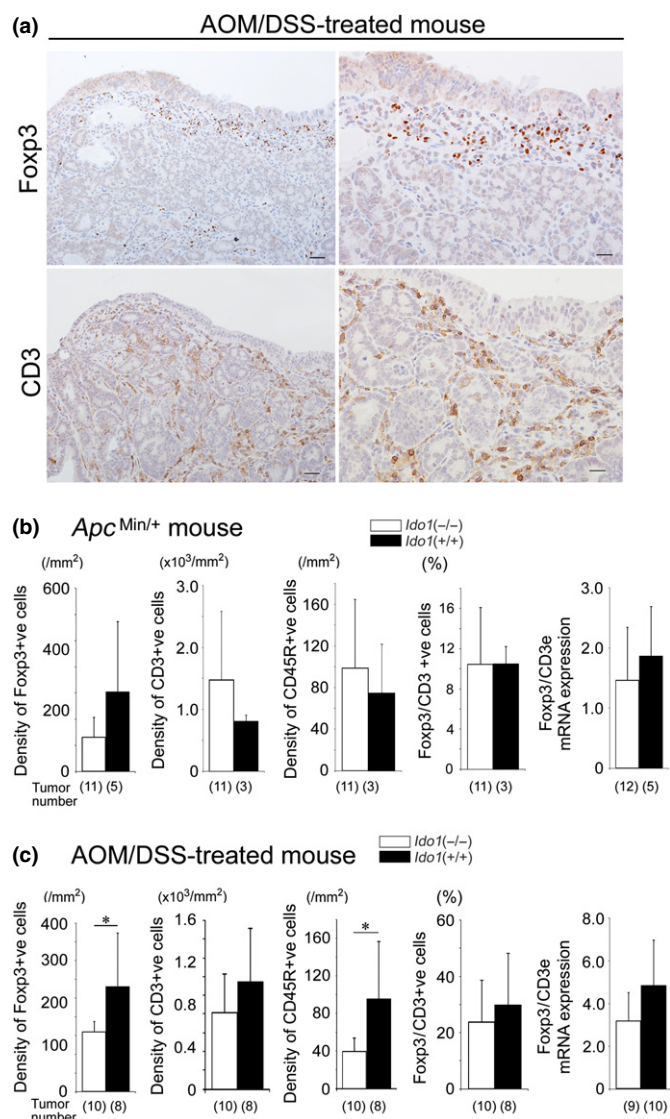 (a)
AOM/DSS-treated mouse
Foxp3
CD3
(b)
Apc Min/+ mouse
Ido1(−/−)
Ido1(+/+)
(/mm²)
Density of Foxp3+ve cells
600
400
200
0
Tumor number
(11) (5)
(x10³/mm²)
Density of CD3+ve cells
3.0
2.0
1.0
0
(11) (3)
(/mm²)
Density of CD45R+ve cells
160
120
80
40
0
(11) (3)
(%)
Foxp3/CD3 +ve cells
16
12
8
4
0
(11) (3)
Foxp3/CD3e
mRNA expression
3.0
2.0
1.0
0
(12) (5)
(c)
AOM/DSS-treated mouse
Ido1(−/−)
Ido1(+/+)
(/mm²)
Density of Foxp3+ve cells
400
300
200
100
0
*
Tumor number
(10) (8)
(x10³/mm²)
Density of CD3+ve cells
1.6
1.2
0.8
0.4
0
(10) (8)
(/mm²)
Density of CD45R+ve cells
160
120
80
40
0
*
(10) (8)
(%)
Foxp3/CD3+ve cells
60
40
20
0
(10) (8)
Foxp3/CD3e
mRNA expression
8.0
6.0
4.0
2.0
0
(9) (10)